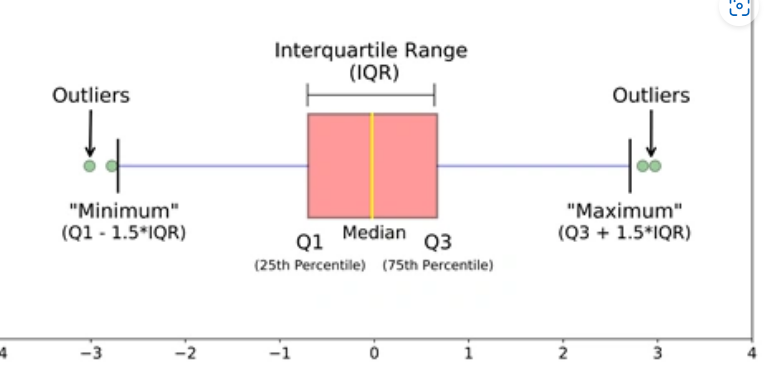 Interquartile Range
(IQR)
Outliers
Outliers
"Minimum"
(Q1 - 1.5*IQR)
"Maximum"
(Q3 + 1.5*IQR)
Median
Q1
Q3
(25th Percentile)
(75th Percentile)
4
−3
−2
−1
0
1
2
3
4